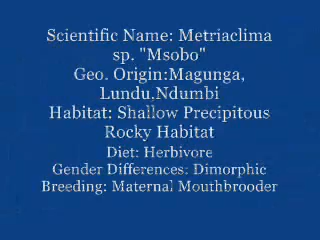 Scientific Name: Metriaclima
sp. "Msobo"
Geo. Origin:Magunga,
Lundu.Ndumbi
Habitat: Shallow Precipitous
Rocky Habitat
Diet: Herbivore
Gender Differences: Dimorphic
Breeding: Maternal Mouthbrooder